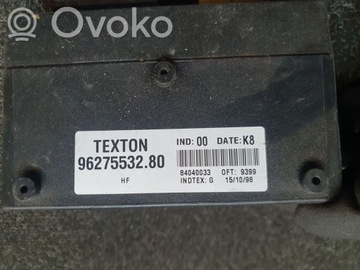 Ovoko
TEXTON
IND: 00 DATE: K8
96275532.80
84040033 OFT: 9399
HF
INDTEX: G 15/10/98